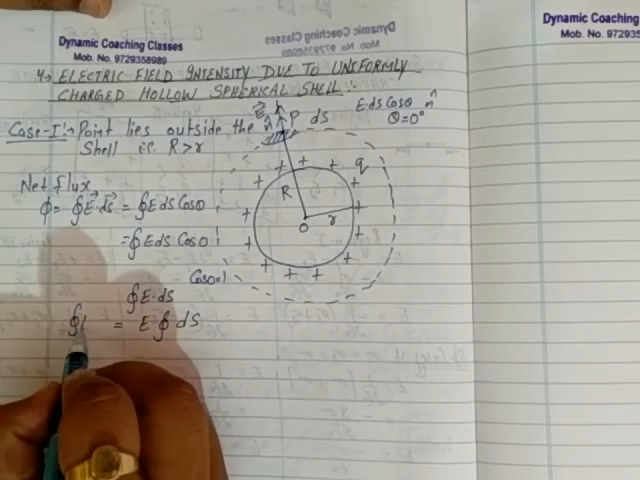 Dynamic Coaching Classes
Mob. No. 9729358989
Dynamic Coaching
Mob. No. 972935
4→ ELECTRIC FIELD INTENSITY DUE TO UNIFORMLY
CHARGED HOLLOW SPHERICAL SHELL :-
Case-I :→ Point lies outside the
Shell i.e. R>r
E P ds
n̂
E·ds Cosθ n̂
θ=0°
q
R
r
O
Net flux
ϕ = ∮E⃗·ds⃗ = ∮E ds Cosθ
= ∮E ds Cos0
Cos0=1
∮E·ds
∮ = E ∮ ds